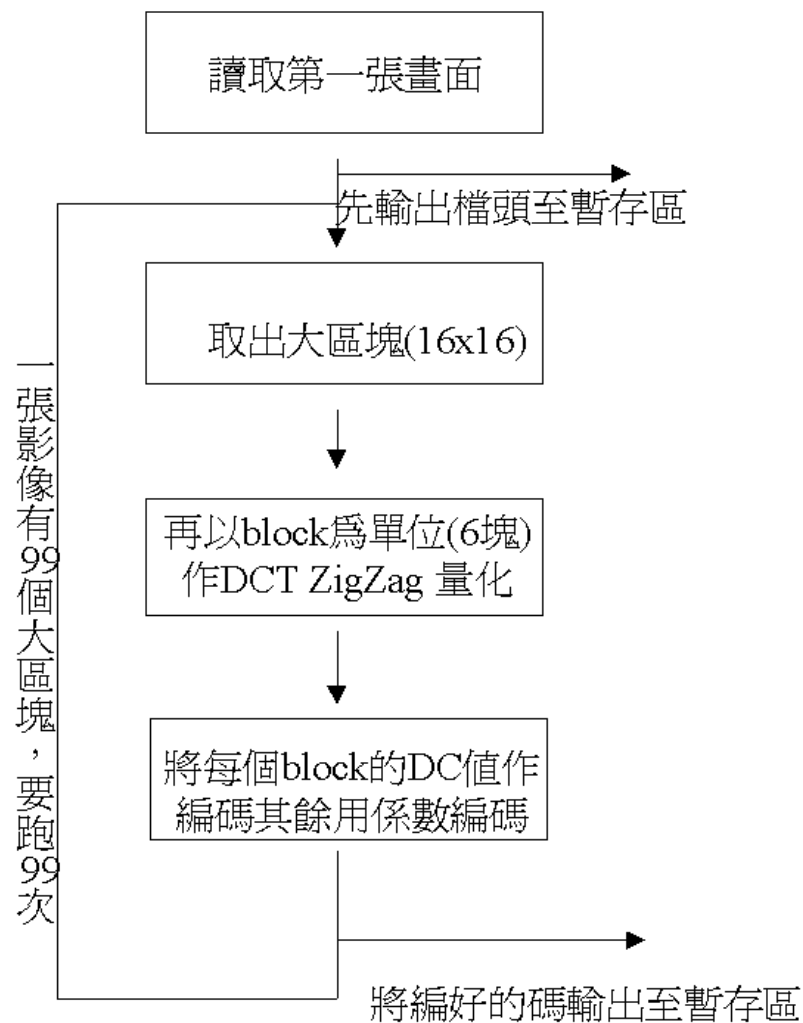 讀取第一張畫面
先輸出檔頭至暫存區
取出大區塊(16x16)
再以block為單位(6塊)
作DCT ZigZag 量化
將每個block的DC值作
編碼其餘用係數編碼
將編好的碼輸出至暫存區
一張影像有99個大區塊，要跑99次